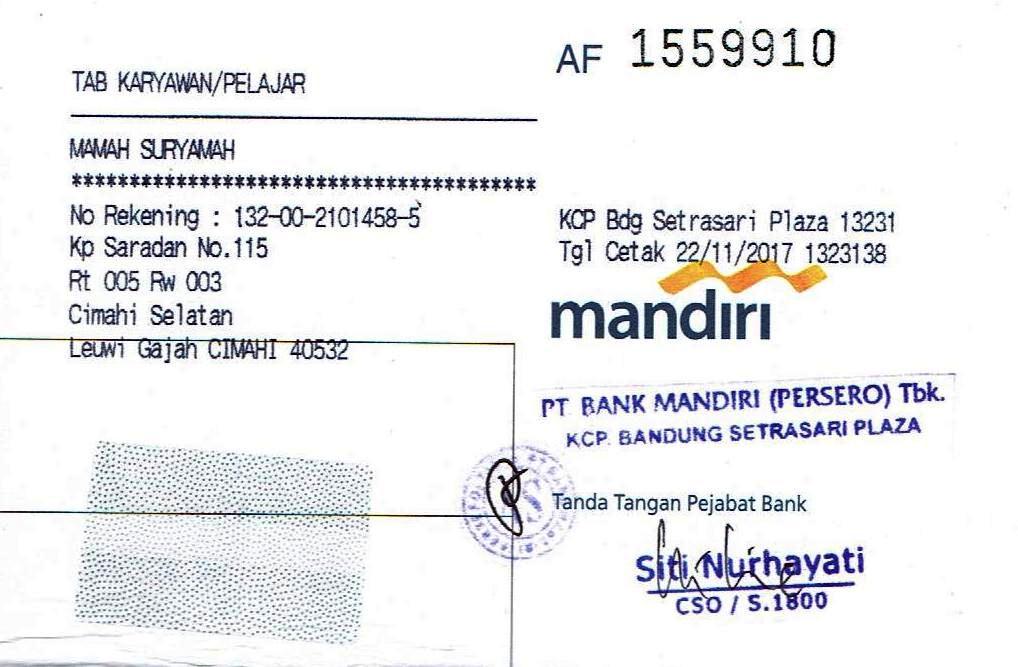 AF 1559910
TAB KARYAWAN/PELAJAR
MAMAH SURYAMAH
****************************************
No Rekening : 132-00-2101458-5
Kp Saradan No.115
Rt 005 Rw 003
Cimahi Selatan
Leuwi Gajah CIMAHI 40532
KCP Bdg Setrasari Plaza 13231
Tgl Cetak 22/11/2017 1323138
mandiri
PT. BANK MANDIRI (PERSERO) Tbk.
KCP. BANDUNG SETRASARI PLAZA
Tanda Tangan Pejabat Bank
Siti Nurhayati
CSO / S.1800